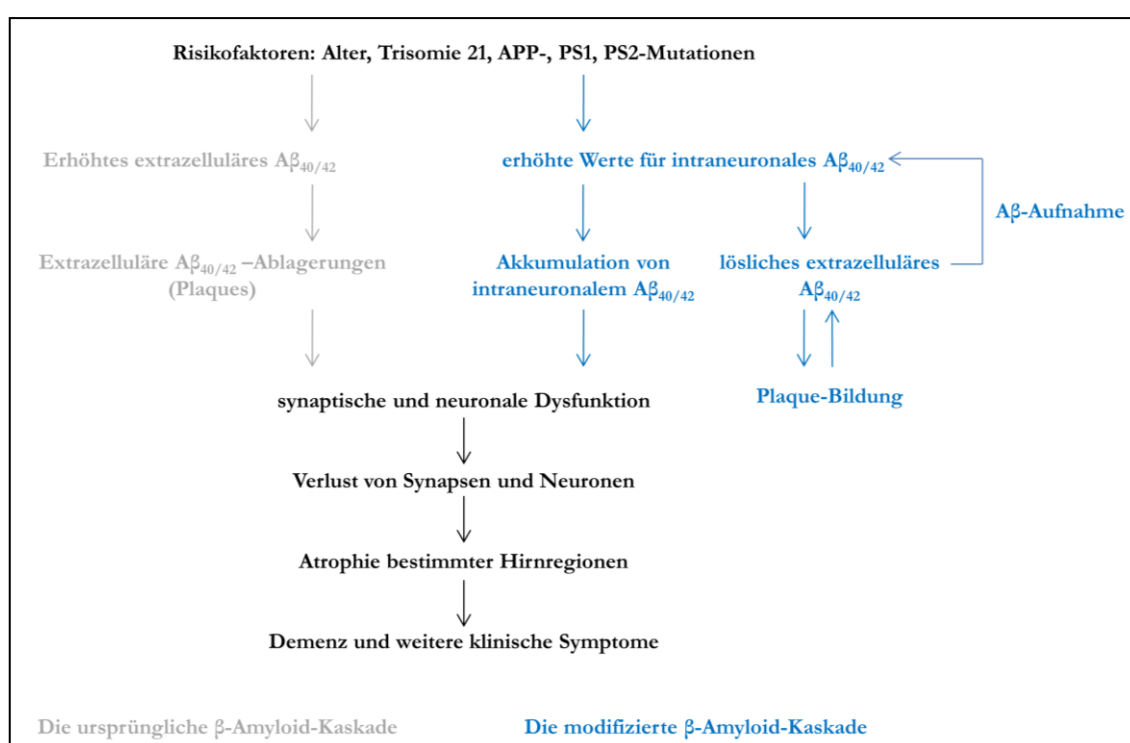 Risikofaktoren: Alter, Trisomie 21, APP-, PS1, PS2-Mutationen
Erhöhtes extrazelluläres Aβ40/42
erhöhte Werte für intraneuronales Aβ40/42
Aβ-Aufnahme
Extrazelluläre Aβ40/42 –Ablagerungen
(Plaques)
Akkumulation von
intraneuronalem Aβ40/42
lösliches extrazelluläres
Aβ40/42
Plaque-Bildung
synaptische und neuronale Dysfunktion
Verlust von Synapsen und Neuronen
Atrophie bestimmter Hirnregionen
Demenz und weitere klinische Symptome
Die ursprüngliche β-Amyloid-Kaskade
Die modifizierte β-Amyloid-Kaskade